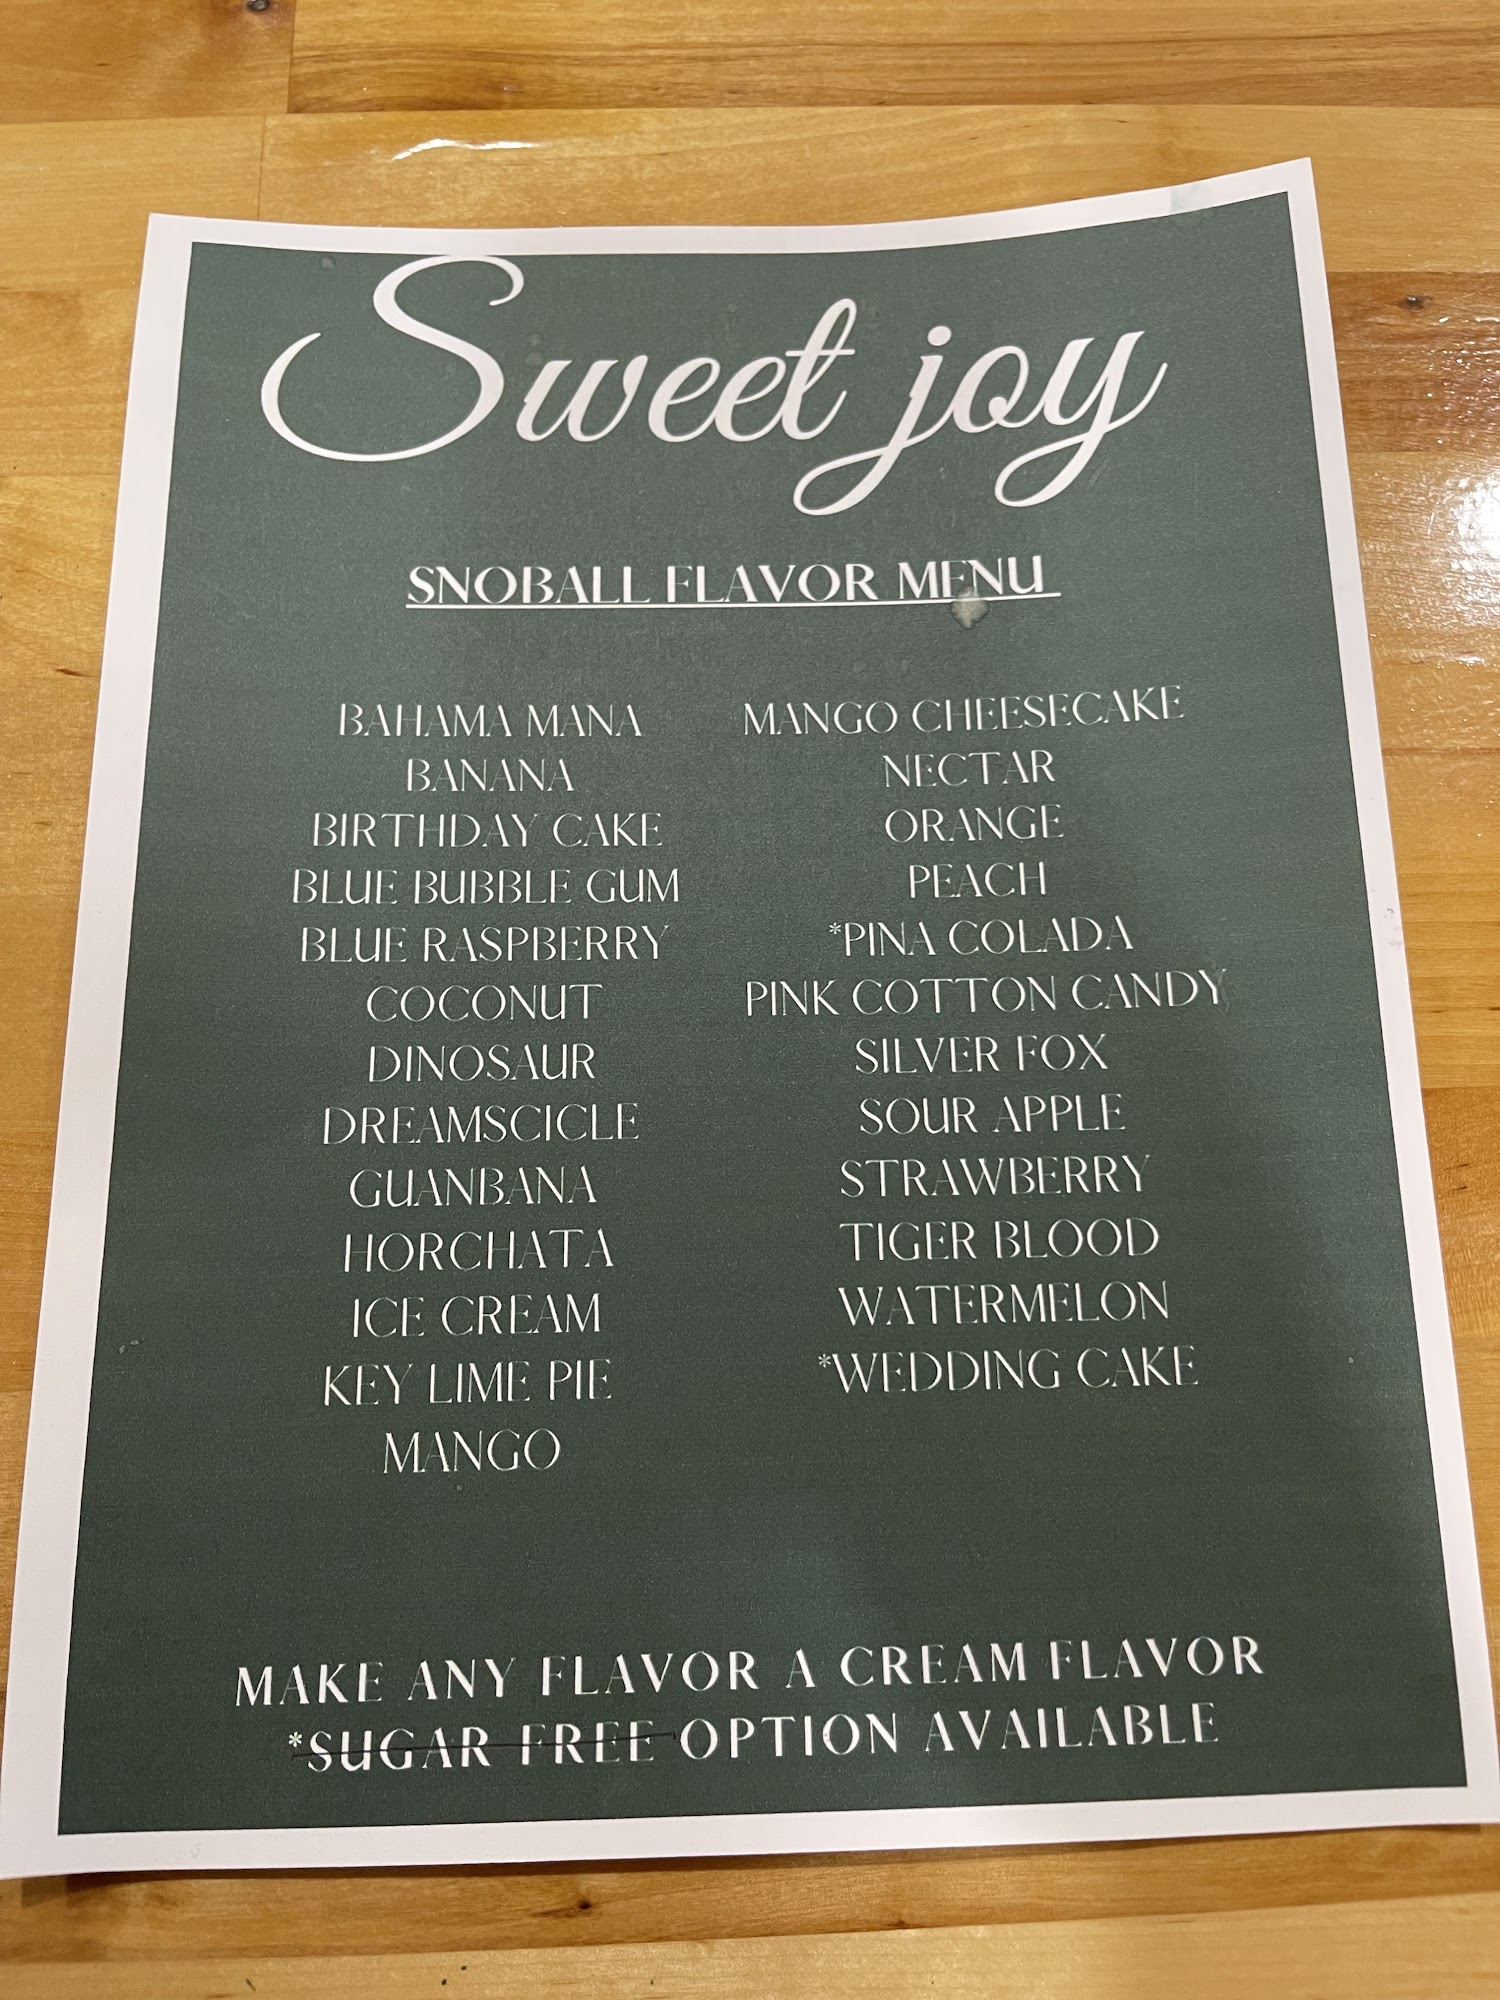 Sweet joy
SNOBALL FLAVOR MENU
BAHAMA MANA
BANANA
BIRTHDAY CAKE
BLUE BUBBLE GUM
BLUE RASPBERRY
COCONUT
DINOSAUR
DREAMSCICLE
GUANBANA
HORCHATA
ICE CREAM
KEY LIME PIE
MANGO
MANGO CHEESECAKE
NECTAR
ORANGE
PEACH
*PINA COLADA
PINK COTTON CANDY
SILVER FOX
SOUR APPLE
STRAWBERRY
TIGER BLOOD
WATERMELON
*WEDDING CAKE
MAKE ANY FLAVOR A CREAM FLAVOR
*SUGAR FREE OPTION AVAILABLE